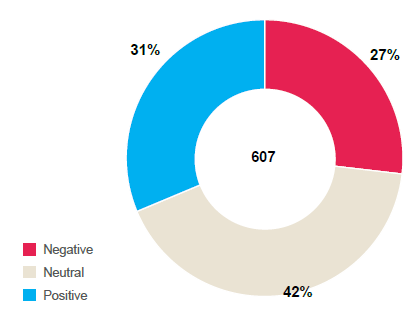 31%
27%
607
42%
Negative
Neutral
Positive